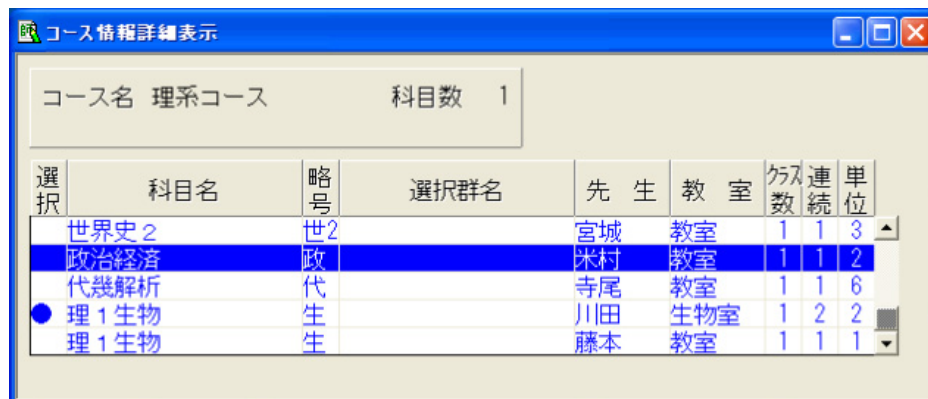 コース情報詳細表示
コース名 理系コース 科目数 1
選択 科目名 略号 選択群名 先 生 教 室 クラス数 連続 単位
世界史2 世2 宮城 教室 1 1 3
政治経済 政 米村 教室 1 1 2
代幾解析 代 寺尾 教室 1 1 6
● 理1生物 生 川田 生物室 1 2 2
理1生物 生 藤本 教室 1 1 1